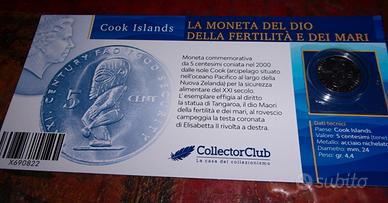 Cook Islands
LA MONETA DEL DIO
DELLA FERTILITÀ E DEI MARI
XXI CENTURY FAO FOOD
5 CENT
Moneta commemorativa
da 5 centesimi coniata nel 2000
dalle isole Cook (arcipelago situato
nell'oceano Pacifico al largo della
Nuova Zelanda) per la sicurezza
alimentare del XXI secolo.
L'esemplare effigia al diritto
la statua di Tangaroa, il dio Maori
della fertilità e dei mari, al rovescio
campeggia la testa coronata
di Elisabetta II rivolta a destra.
CollectorClub
La casa del collezionismo
X690822
Dati tecnici
Paese: Cook Islands
Valore: 5 centesimi
Metallo: acciaio nichelato
Diametro: mm. 24
Peso: gr. 4,4
subito